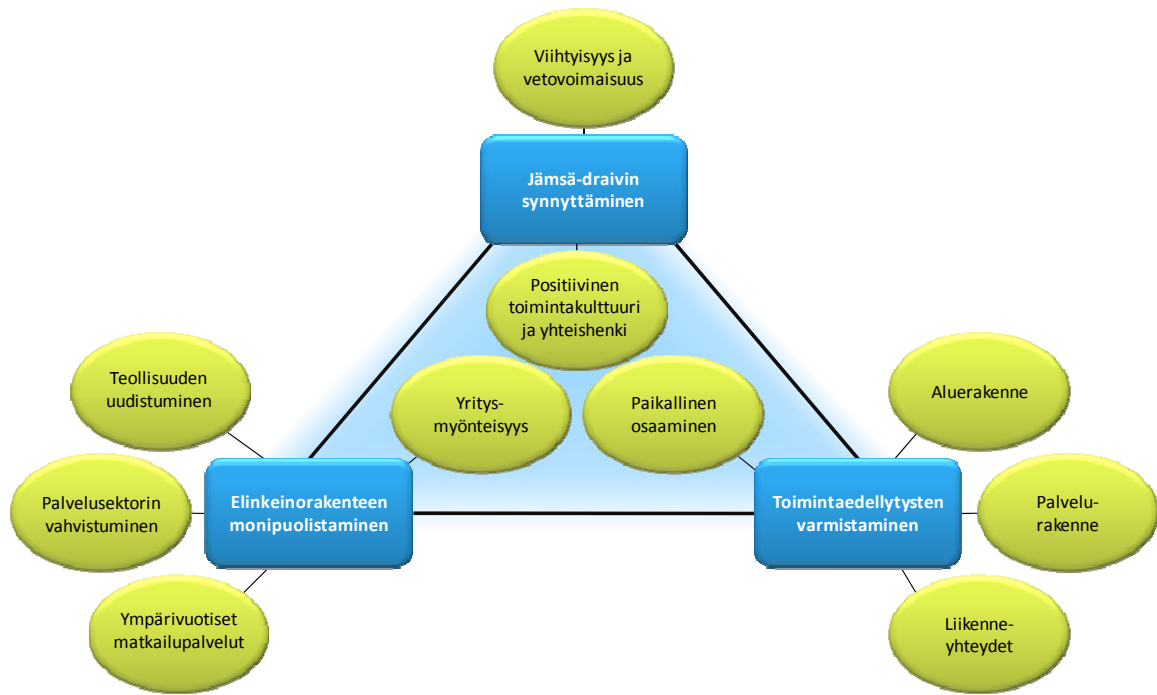 Viihtyisyys ja
vetovoimaisuus
Jämsä-draivin
synnyttäminen
Positiivinen
toimintakulttuuri
ja yhteishenki
Teollisuuden
uudistuminen
Yritys-
myönteisyys
Paikallinen
osaaminen
Aluerakenne
Palvelusektorin
vahvistuminen
Elinkeinorakenteen
monipuolistaminen
Toimintaedellytysten
varmistaminen
Palvelu-
rakenne
Ympärivuotiset
matkailupalvelut
Liikenne-
yhteydet